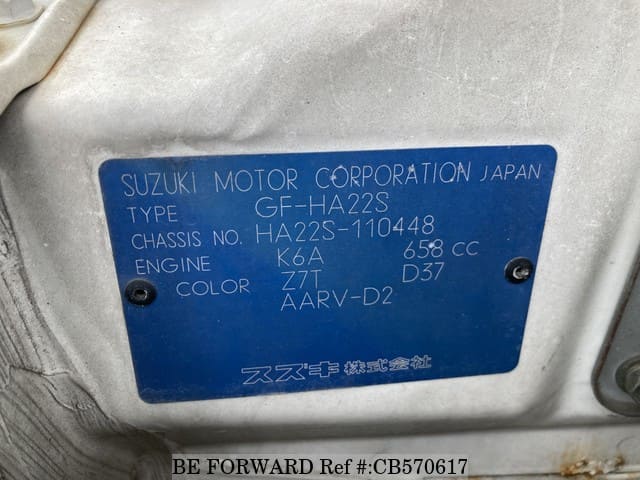 SUZUKI MOTOR CORPORATION JAPAN
TYPE GF-HA22S
CHASSIS NO. HA22S-110448
ENGINE K6A 658 CC
COLOR Z7T D37
AARV-D2
スズキ株式会社
BE FORWARD Ref #:CB570617